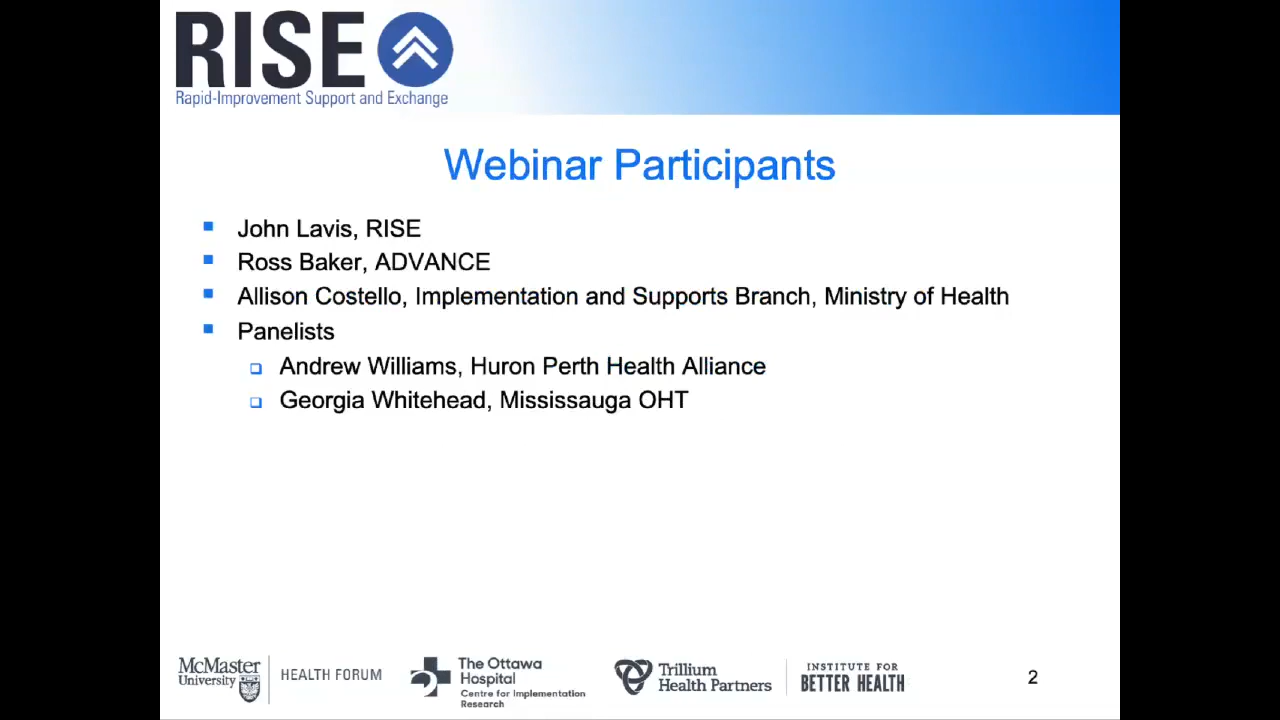 RISE
Rapid-Improvement Support and Exchange
Webinar Participants
John Lavis, RISE
Ross Baker, ADVANCE
Allison Costello, Implementation and Supports Branch, Ministry of Health
Panelists
Andrew Williams, Huron Perth Health Alliance
Georgia Whitehead, Mississauga OHT
McMaster
University
HEALTH FORUM
The Ottawa
Hospital
Centre for Implementation
Research
Trillium
Health Partners
INSTITUTE FOR
BETTER HEALTH
2